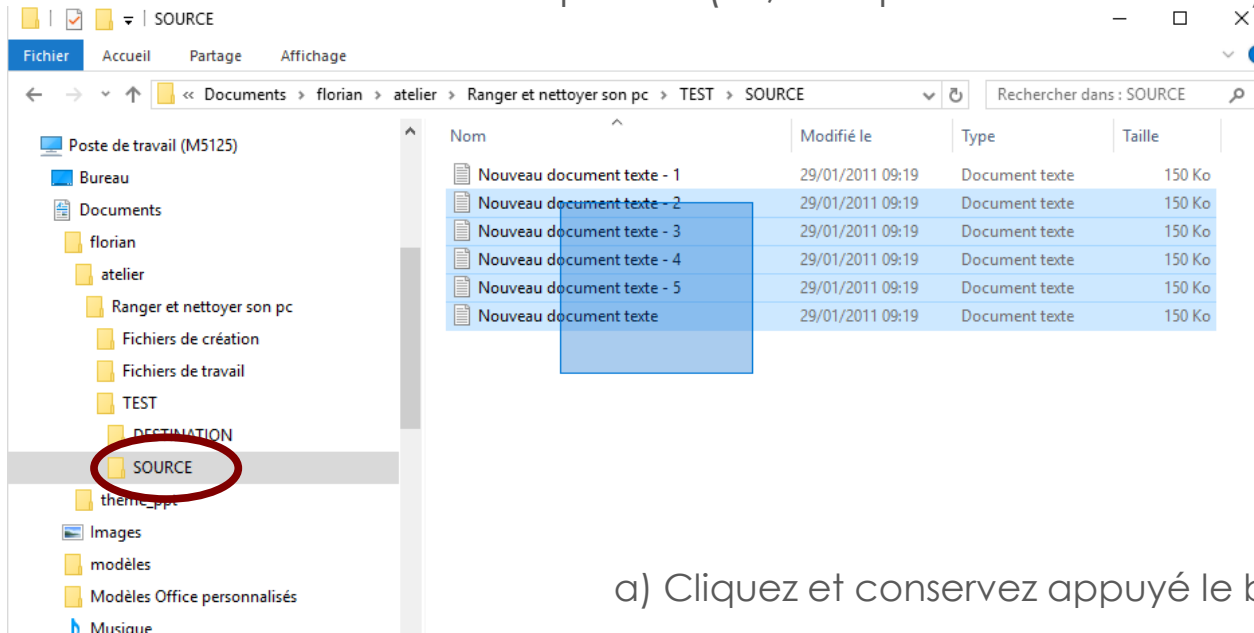 SOURCE
Fichier Accueil Partage Affichage
« Documents > florian > atelier > Ranger et nettoyer son pc > TEST > SOURCE
Rechercher dans : SOURCE
Poste de travail (M5125)
Bureau
Documents
florian
atelier
Ranger et nettoyer son pc
Fichiers de création
Fichiers de travail
TEST
DESTINATION
SOURCE
theme_ppt
Images
modèles
Modèles Office personnalisés
Musique
Nom Modifié le Type Taille
Nouveau document texte - 1 29/01/2011 09:19 Document texte 150 Ko
Nouveau document texte - 2 29/01/2011 09:19 Document texte 150 Ko
Nouveau document texte - 3 29/01/2011 09:19 Document texte 150 Ko
Nouveau document texte - 4 29/01/2011 09:19 Document texte 150 Ko
Nouveau document texte - 5 29/01/2011 09:19 Document texte 150 Ko
Nouveau document texte 29/01/2011 09:19 Document texte 150 Ko
a) Cliquez et conservez appuyé le b